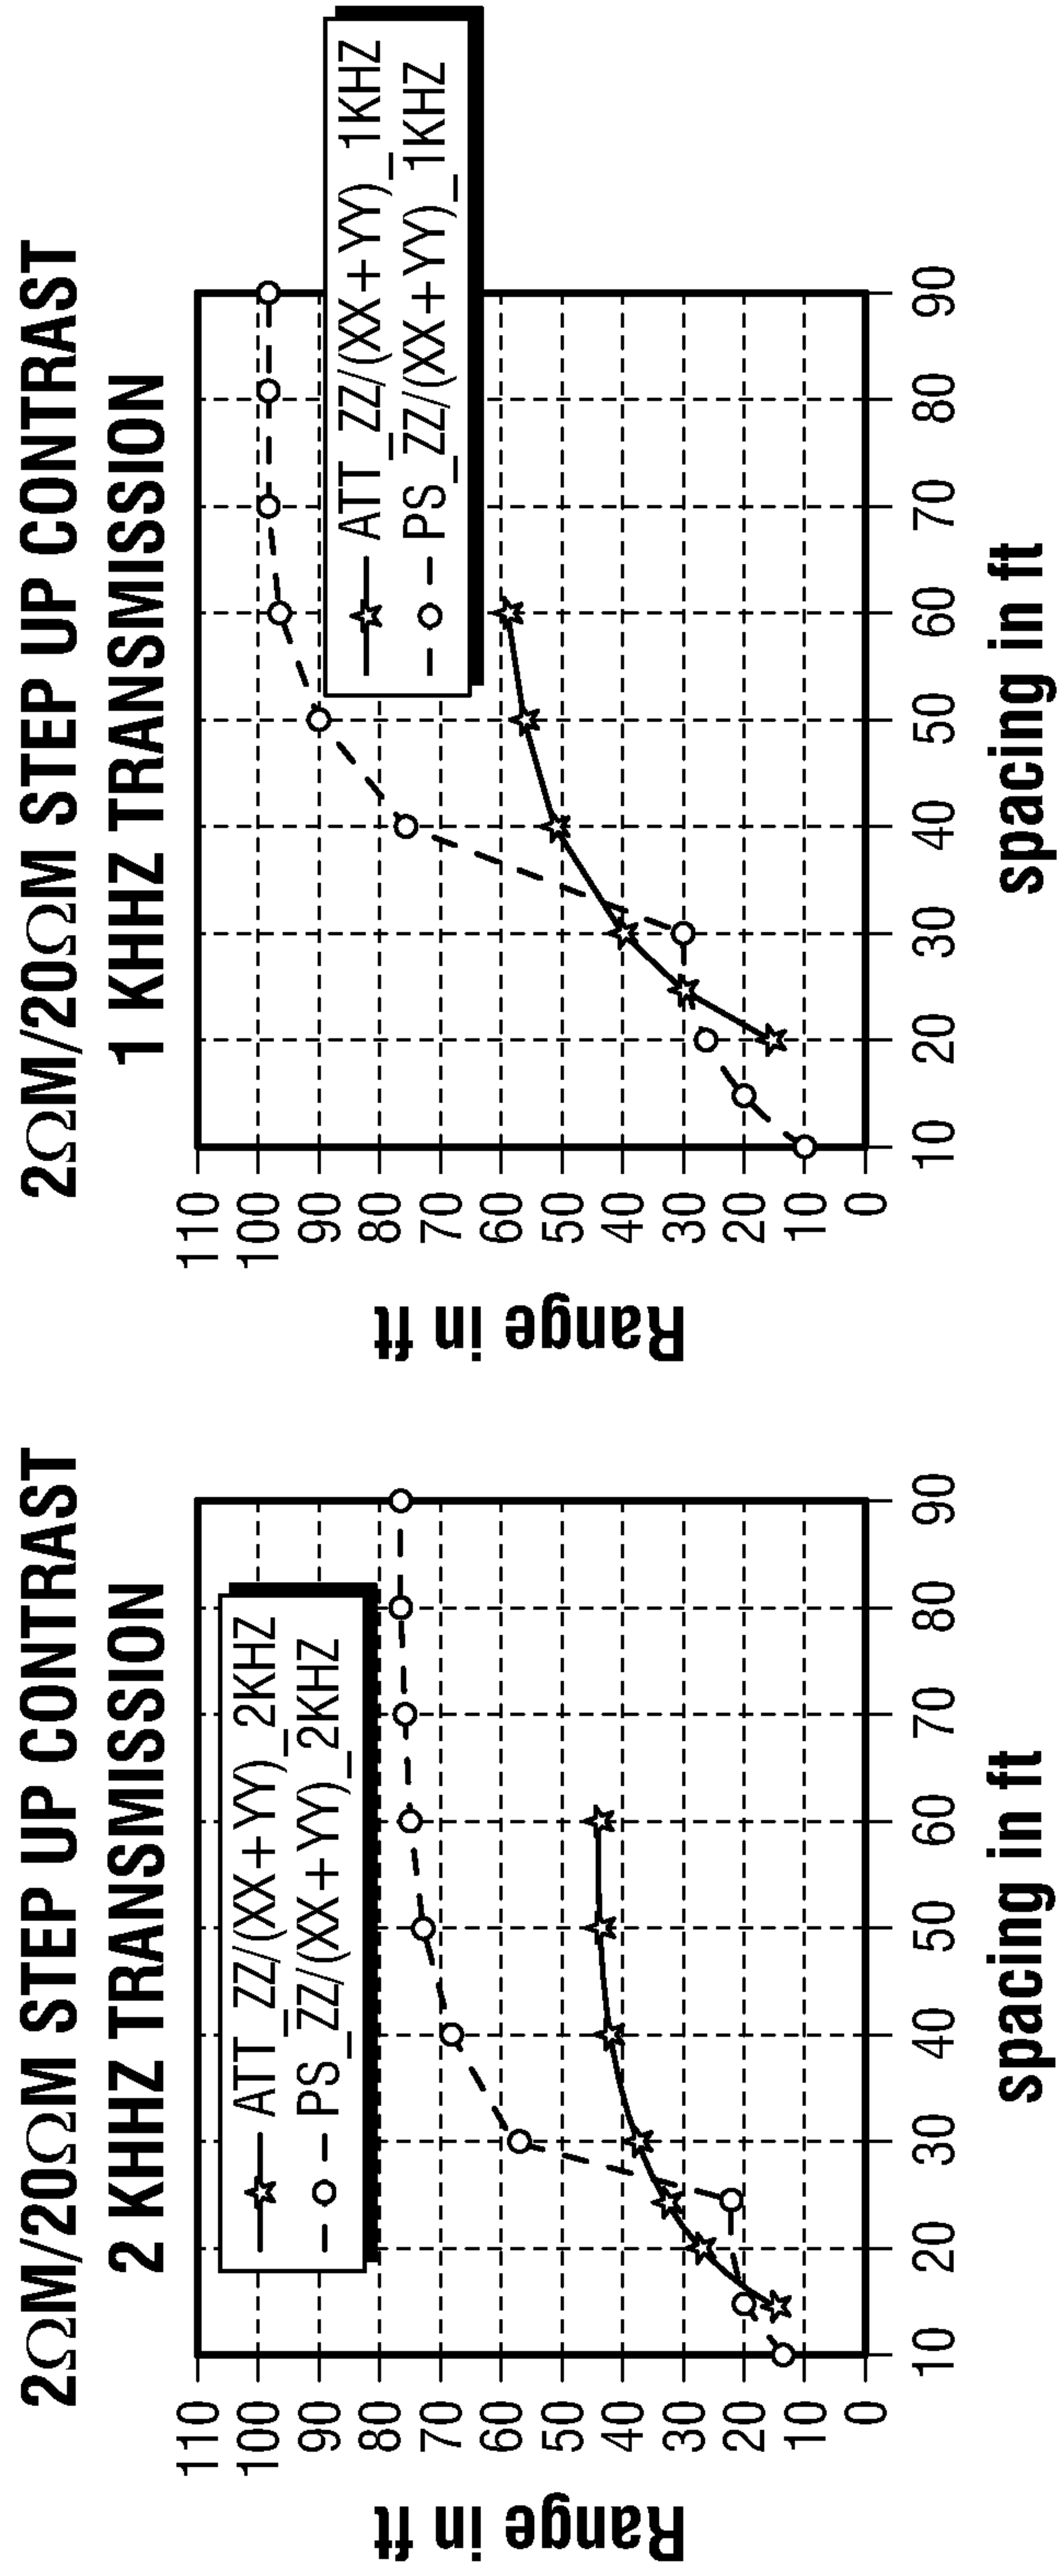 2ΩM/20ΩM STEP UP CONTRAST
2 KHHZ TRANSMISSION
Range in ft
110
100
90
80
70
60
50
40
30
20
10
0
ATT_ZZ/(XX+YY)_2KHZ
PS_ZZ/(XX+YY)_2KHZ
10 20 30 40 50 60 70 80 90
spacing in ft
2ΩM/20ΩM STEP UP CONTRAST
1 KHHZ TRANSMISSION
Range in ft
110
100
90
80
70
60
50
40
30
20
10
0
ATT_ZZ/(XX+YY)_1KHZ
PS_ZZ/(XX+YY)_1KHZ
10 20 30 40 50 60 70 80 90
spacing in ft